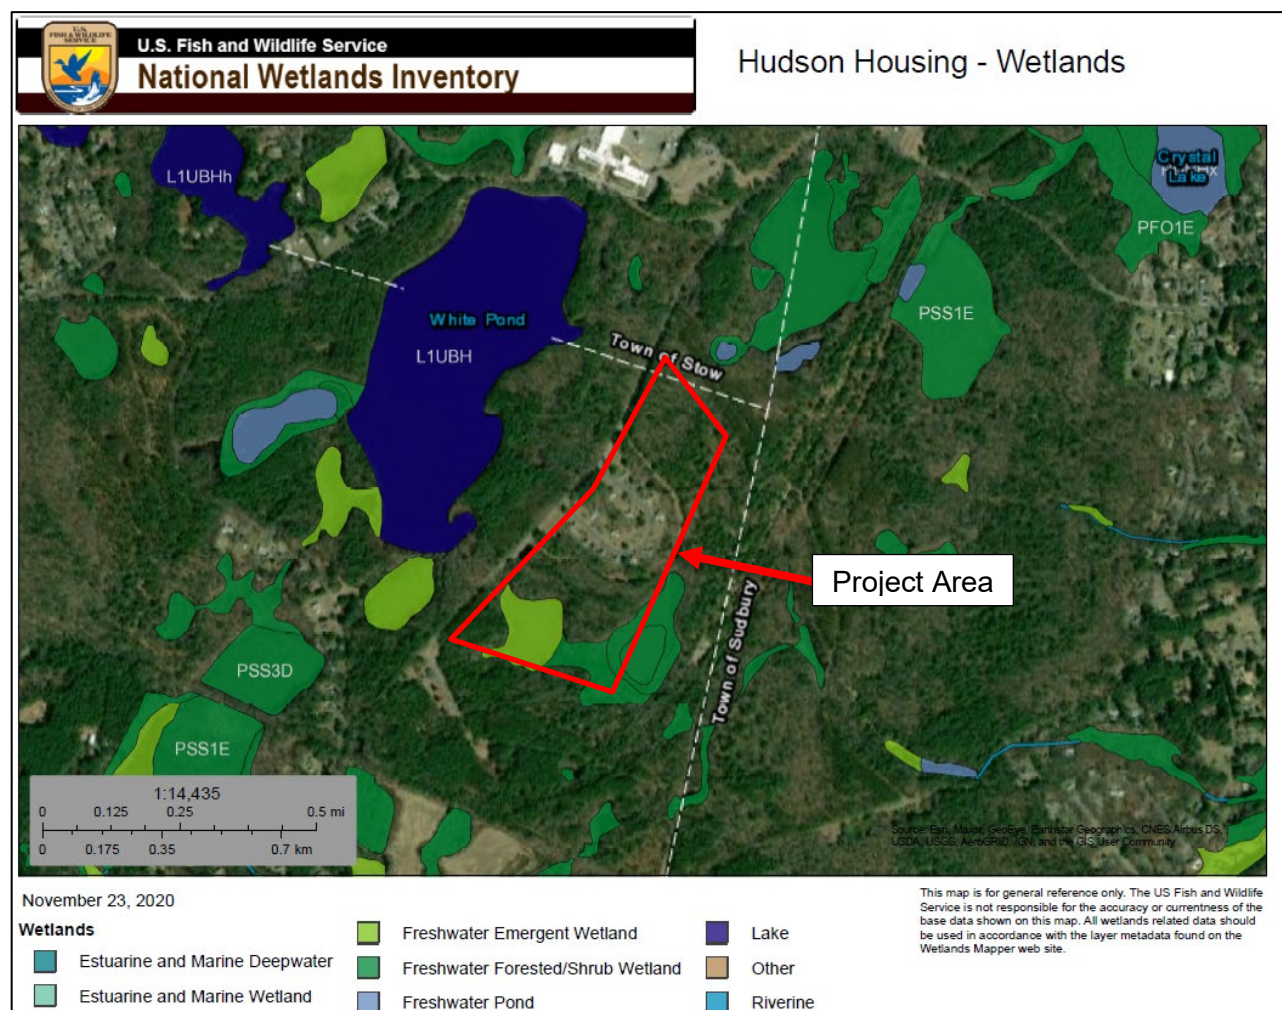 U.S.
FISH & WILDLIFE
SERVICE
U.S. Fish and Wildlife Service
National Wetlands Inventory
Hudson Housing - Wetlands
L1UBHh
Crystal
Lake
PFO1E
White Pond
L1UBH
PSS1E
Town of Stow
Project Area
Town of Sudbury
PSS3D
PSS1E
1:14,435
0 0.125 0.25 0.5 mi
0 0.175 0.35 0.7 km
Source: Esri, Maxar, GeoEye, Earthstar Geographics, CNES/Airbus DS,
USDA, USGS, AeroGRID, IGN, and the GIS User Community
November 23, 2020
This map is for general reference only. The US Fish and Wildlife
Service is not responsible for the accuracy or currentness of the
base data shown on this map. All wetlands related data should
be used in accordance with the layer metadata found on the
Wetlands Mapper web site.
Wetlands
Estuarine and Marine Deepwater
Estuarine and Marine Wetland
Freshwater Emergent Wetland
Freshwater Forested/Shrub Wetland
Freshwater Pond
Lake
Other
Riverine